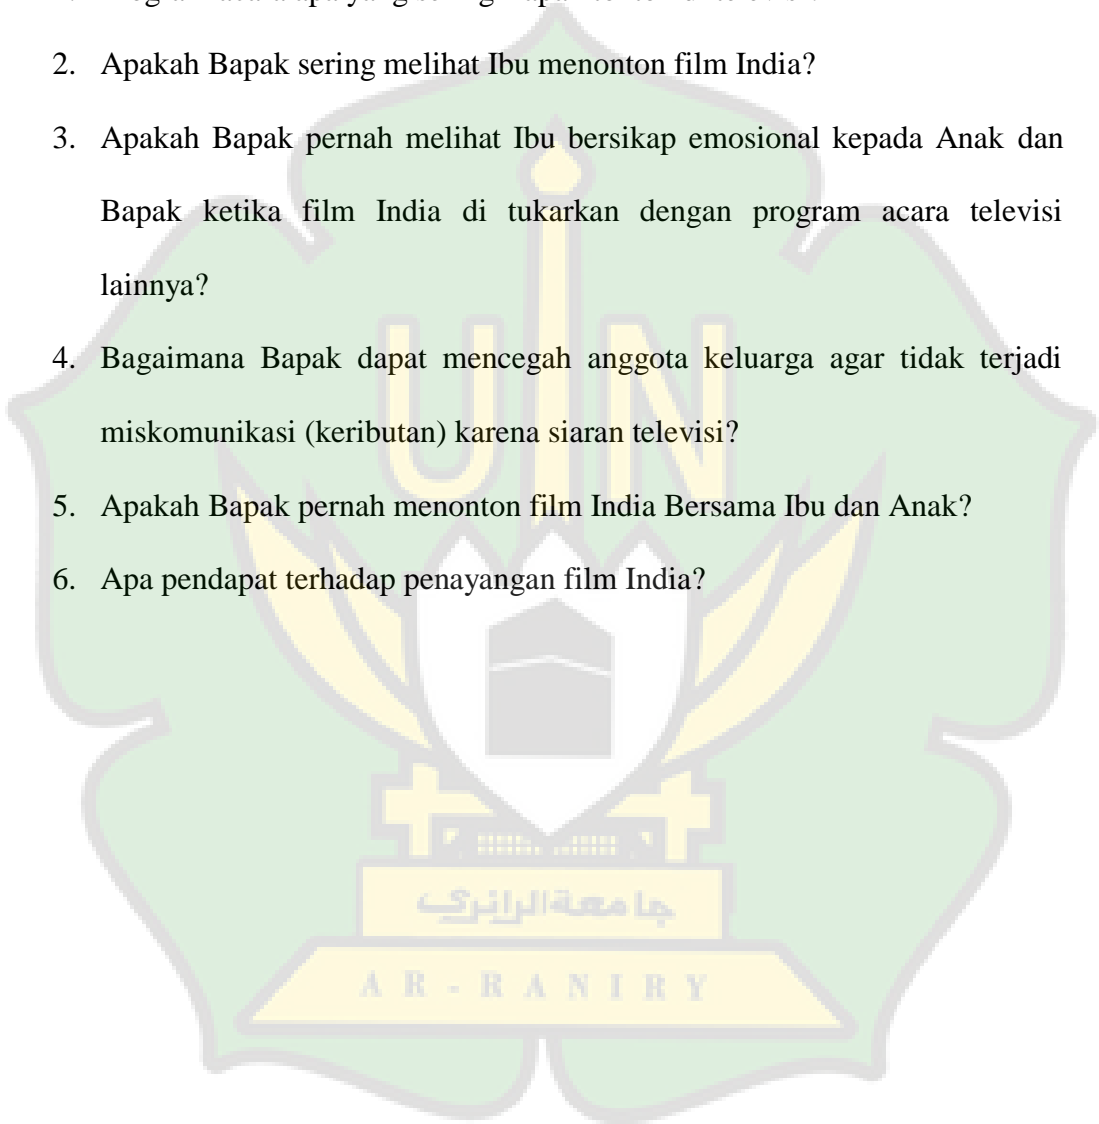 2. Apakah Bapak sering melihat Ibu menonton film India?
3. Apakah Bapak pernah melihat Ibu bersikap emosional kepada Anak dan
Bapak ketika film India di tukarkan dengan program acara televisi
lainnya?
4. Bagaimana Bapak dapat mencegah anggota keluarga agar tidak terjadi
miskomunikasi (keributan) karena siaran televisi?
5. Apakah Bapak pernah menonton film India Bersama Ibu dan Anak?
6. Apa pendapat terhadap penayangan film India?
UIN
جامعة الرانري
AR-RANIRY